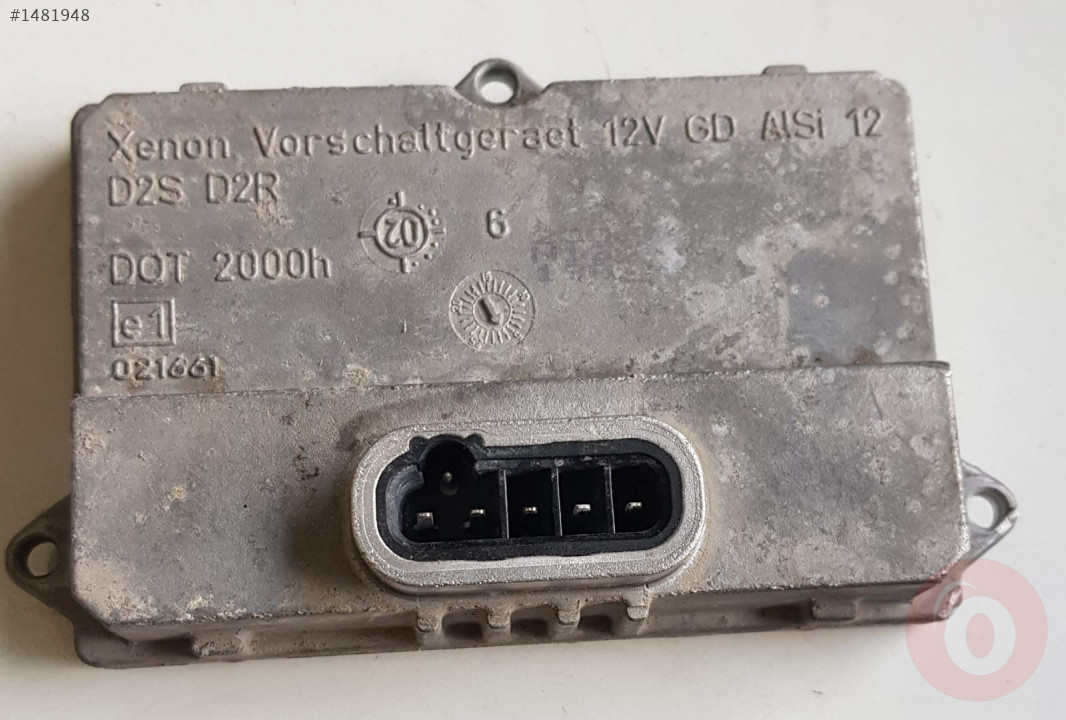 #1481948
Xenon Vorschaltgeraet 12V GD AlSi 12
D2S D2R
02
6
DOT 2000h
e1
021661